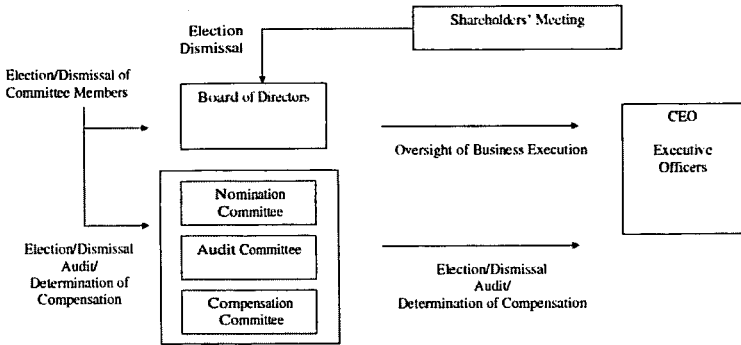 Shareholders' Meeting
Election
Dismissal
Election/Dismissal of
Committee Members
Board of Directors
CEO
Executive
Officers
Oversight of Business Execution
Nomination
Committee
Audit Committee
Compensation
Committee
Election/Dismissal
Audit/
Determination of
Compensation
Election/Dismissal
Audit/
Determination of Compensation